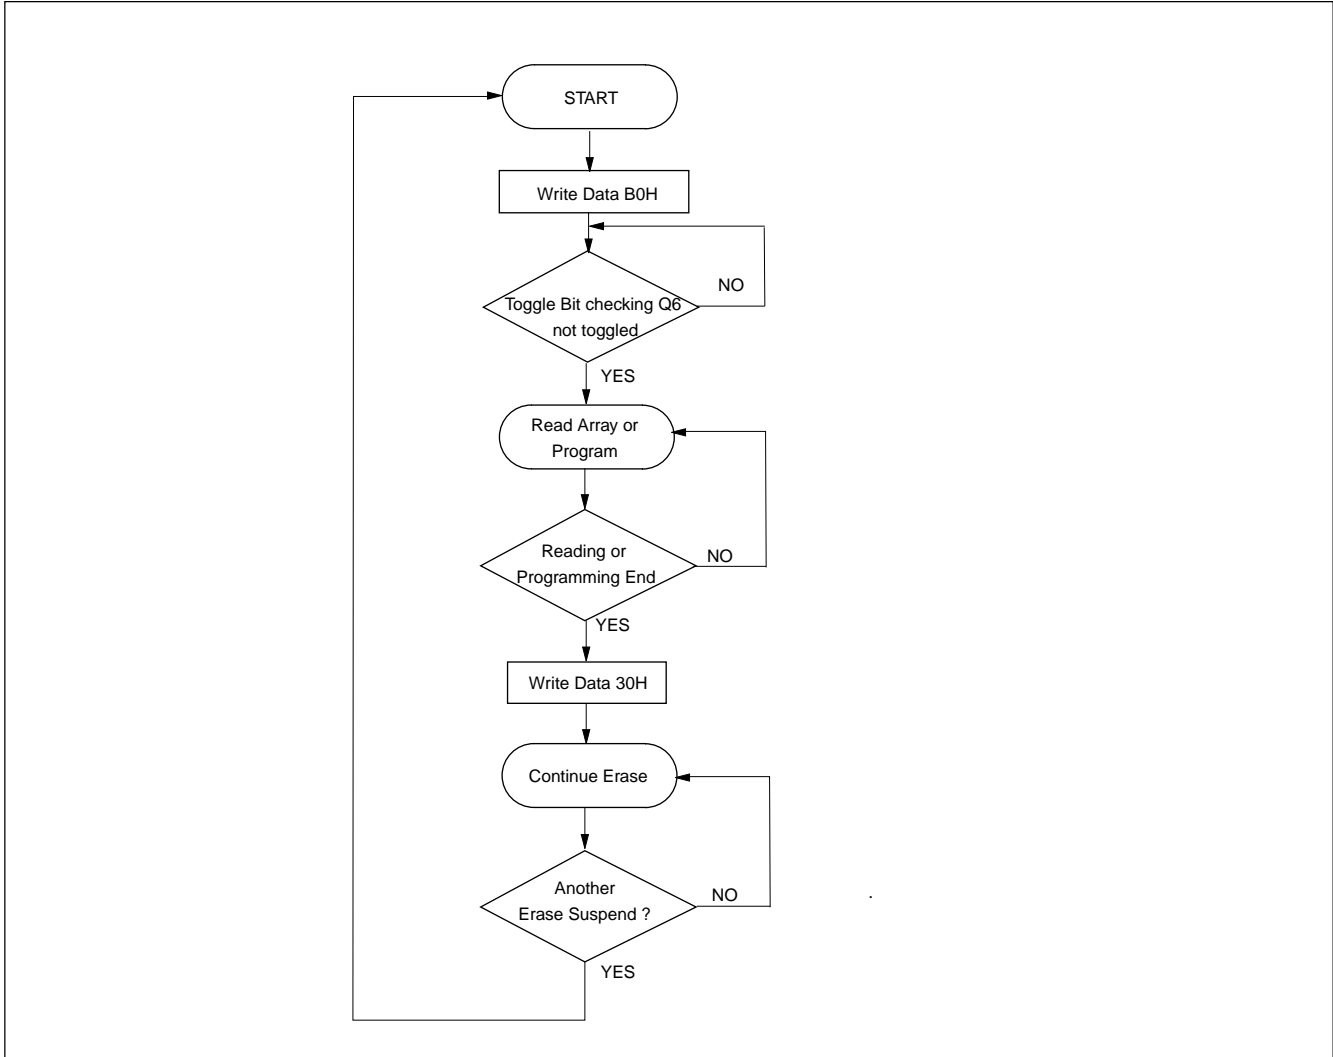 START
Write Data B0H
NO
Toggle Bit checking Q6
not toggled
YES
Read Array or
Program
Reading or
Programming End
NO
YES
Write Data 30H
Continue Erase
Another
Erase Suspend ?
NO
YES